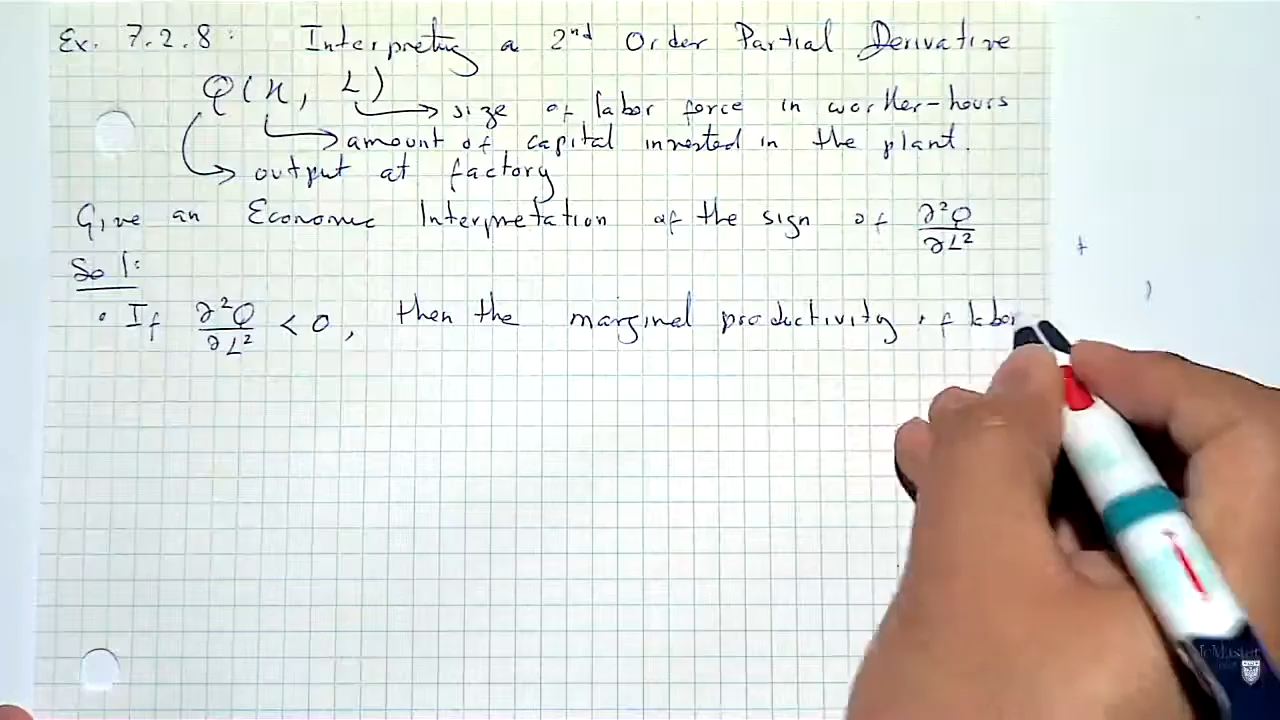 Ex. 7.2.8: Interpreting a 2nd Order Partial Derivative
Q(K, L)
size of labor force in worker-hours
amount of capital invested in the plant.
output at factory
Give an Economic Interpretation of the sign of ∂²Q/∂L²
Sol:
• If ∂²Q/∂L² < 0, then the marginal productivity of labor